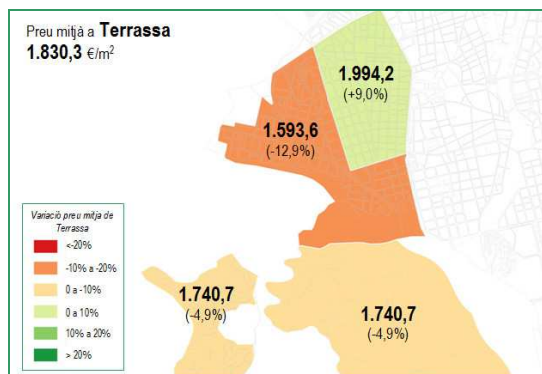 Preu mitjà a Terrassa
1.830,3 €/m²
1.994,2
(+9,0%)
1.593,6
(-12,9%)
Variació preu mitja de
Terrassa
<-20%
-10% a -20%
0 a -10%
0 a 10%
10% a 20%
> 20%
1.740,7
(-4,9%)
1.740,7
(-4,9%)